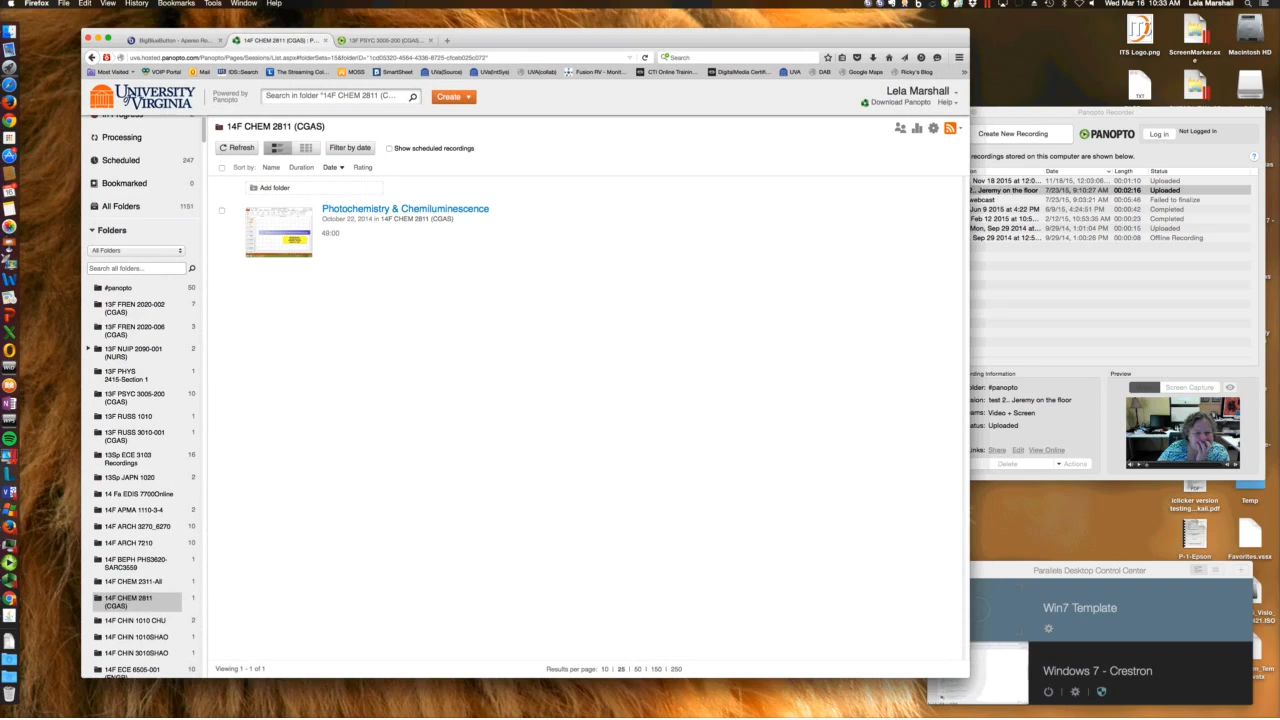 Firefox File Edit View History Bookmarks Tools Window Help
Wed Mar 16 10:33 AM Lela Marshall
BigBlueButton - Apereo Ro...
14F CHEM 2811 (CGAS) : P...
13F PSYC 3005-200 (CGAS...
Search
Most Visited
VOIP Portal
Mail
IDS:Search
The Streaming Col...
MOSS
SmartSheet
UVa(Source)
UVa(IntSys)
UVA(collab)
Fusion RV - Monit...
CTI Online Trainin...
DigitalMedia Certifi...
UVA
DAB
Google Maps
Ricky's Blog
UNIVERSITY
VIRGINIA
Powered by
Panopto
Search in folder "14F CHEM 2811 (C...
Create
Lela Marshall
Download Panopto Help
In Progress
Processing
Scheduled 247
Bookmarked 0
All Folders 1151
Folders
All Folders
Search all folders...
#panopto 50
13F FREN 2020-002 7
(CGAS)
13F FREN 2020-006 3
(CGAS)
13F NUIP 2090-001 2
(NURS)
13F PHYS 1
2415-Section 1
13F PSYC 3005-200 10
(CGAS)
13F RUSS 1010 1
13F RUSS 3010-001 1
(CGAS)
13Sp ECE 3103 16
Recordings
13Sp JAPN 1020 2
14 Fa EDIS 7700Online
14F APMA 1110-3-4 2
14F ARCH 3270_6270 10
14F ARCH 7210 10
14F BEPH PHS3620- 1
SARC3559
14F CHEM 2311-All 1
14F CHEM 2811 1
(CGAS)
14F CHIN 1010 CHU 2
14F CHIN 1010SHAO 1
14F CHIN 3010SHAO 1
14F ECE 6505-001 10
(ENGR)
14F CHEM 2811 (CGAS)
Refresh
Filter by date
Show scheduled recordings
Sort by: Name Duration Date Rating
Add folder
Photochemistry & Chemiluminescence
October 22, 2014 in 14F CHEM 2811 (CGAS)
49:00
Viewing 1 - 1 of 1
Results per page: 10 | 25 | 50 | 150 | 250
ITS Logo.png
ScreenMarker.ex
e
Macintosh HD
TXT
Panopto Recorder
Create New Recording
PANOPTO
Log in
Not Logged in
recordings stored on this computer are shown below.
Date Length Status
Nov 18 2015 at 12:0... 11/18/15, 12:03:06... 00:01:10 Uploaded
2.. Jeremy on the floor 7/23/15, 9:10:27 AM 00:02:16 Uploaded
webcast 7/23/15, 9:03:21 AM 00:05:46 Failed to finalize
Jun 9 2015 at 4:22 PM 6/9/15, 4:24:51 PM 00:00:42 Completed
Feb 12 2015 at 10:5... 2/12/15, 10:53:35 AM 00:00:23 Completed
Mon, Sep 29 2014 at... 9/29/14, 1:01:04 PM 00:00:28 Uploaded
Sep 29 2014 at 12:5... 9/29/14, 1:00:26 PM 00:00:08 Offline Recording
Preview
#panopto
test 2.. Jeremy on the floor
Video + Screen
Uploaded
Screen Capture
Share Edit View Online
Delete
Actions
iclicker version
testing...kaii.pdf
Temp
P-1-Epson
Favorites.vssx
Parallels Desktop Control Center
Win7 Template
Windows 7 - Crestron